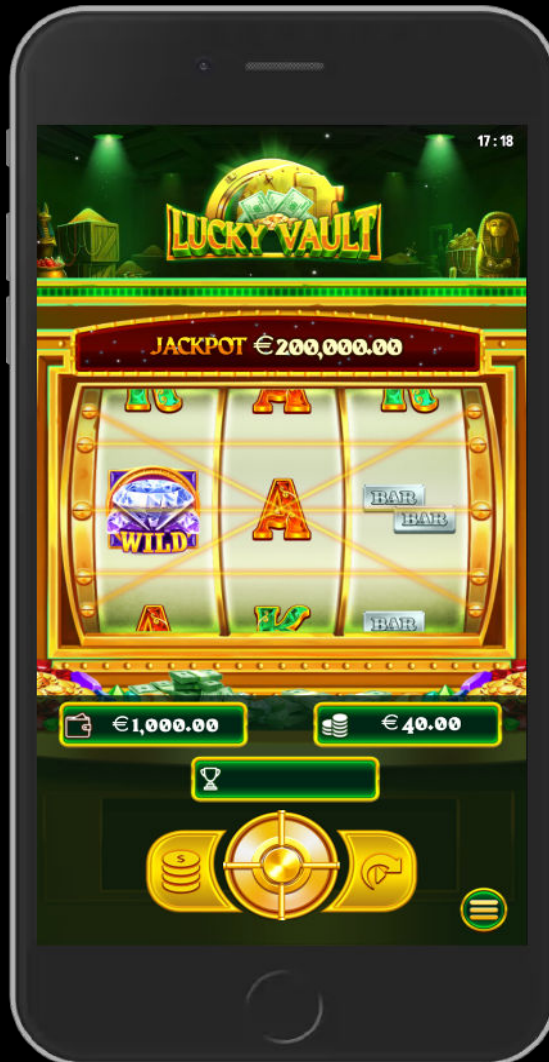 17:18
LUCKY VAULT
JACKPOT €200,000.00
K A K
WILD
A
BAR
BAR
A K BAR
€1,000.00
€40.00
$